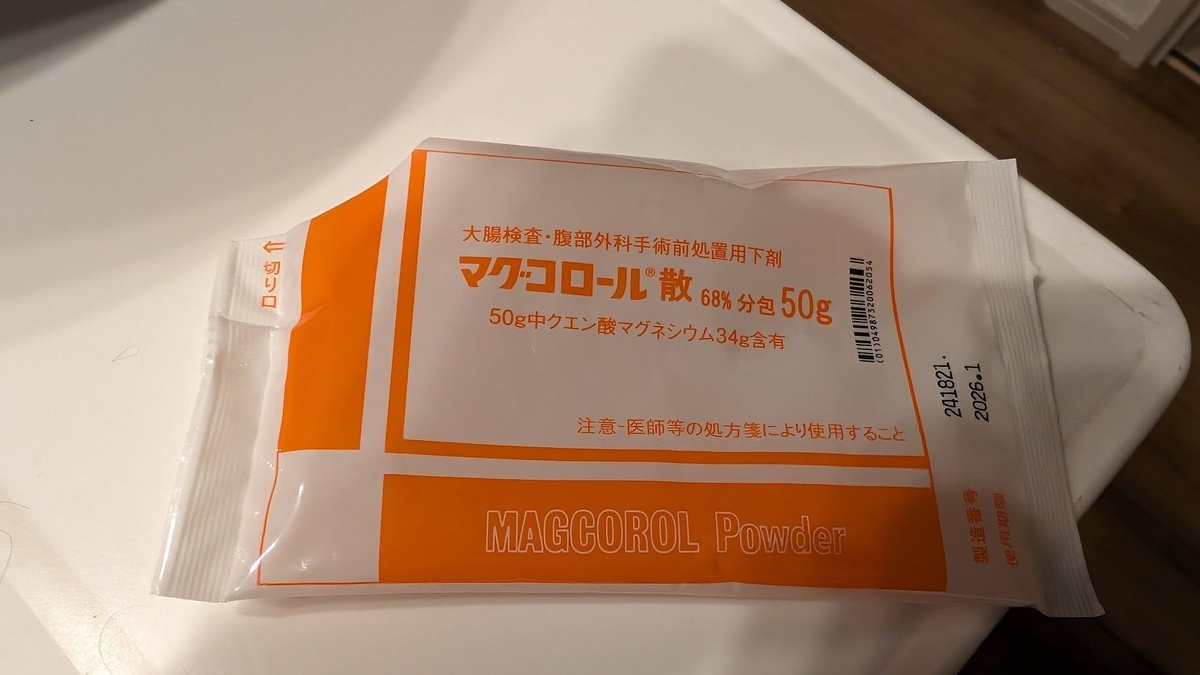 口切り ⇧
大腸検査・腹部外科手術前処置用下剤
マグコロール®散 68% 分包 50g
50g中クエン酸マグネシウム34g含有
(01)04987320062054
注意-医師等の処方箋により使用すること
MAGCOROL Powder
製造番号 241821.
使用期限 2026.1